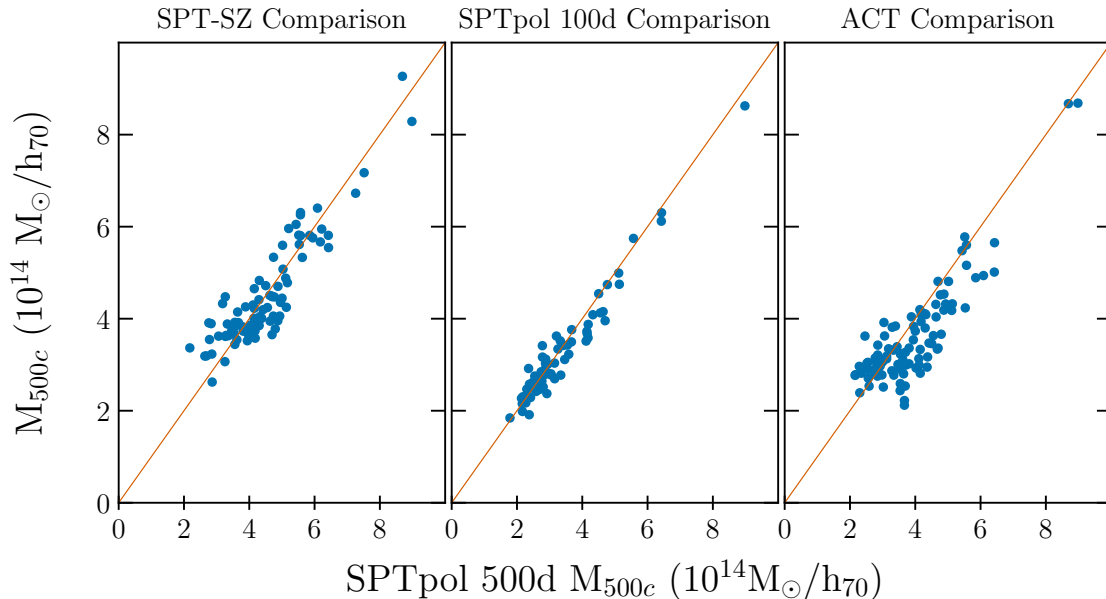 SPT-SZ Comparison SPTpol 100d Comparison ACT Comparison
M500c (10^14 M⊙/h70)
8
6
4
2
0
0 2 4 6 8 0 2 4 6 8 0 2 4 6 8
SPTpol 500d M500c (10^14M⊙/h70)